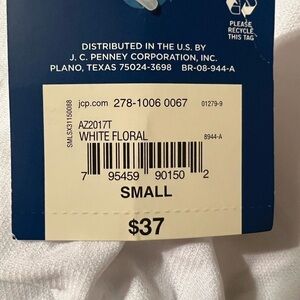 PLEASE
RECYCLE
THIS TAG
DISTRIBUTED IN THE U.S. BY
J. C. PENNEY CORPORATION, INC.
PLANO, TEXAS 75024-3698 BR-08-944-A
SMLSX31150088
jcp.com 278-1006 0067 01279-9
AZ2017T
WHITE FLORAL 8944-A
7 95459 90150 2
SMALL
$37